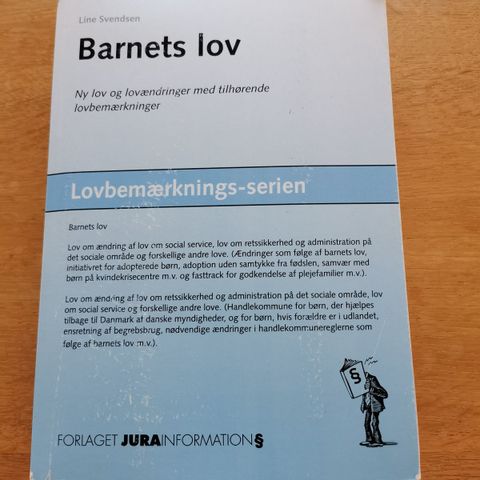 Line Svendsen
Barnets lov
Ny lov og lovændringer med tilhørende
lovbemærkninger
Lovbemærknings-serien
Barnets lov
Lov om ændring af lov om social service, lov om retssikkerhed og administration på
det sociale område og forskellige andre love. (Ændringer som følge af barnets lov,
initiativret for adopterede børn, adoption uden samtykke fra fødslen, samvær med
børn på kvindekrisecentre m.v. og fasttrack for godkendelse af plejefamilier m.v.).
Lov om ændring af lov om retssikkerhed og administration på det sociale område, lov
om social service og forskellige andre love. (Handlekommune for børn, der hjælpes
tilbage til Danmark af danske myndigheder, og for børn, hvis forældre er i udlandet,
ensretning af begrebsbrug, nødvendige ændringer i handlekommunereglerne som
følge af barnets lov m.v.).
§
FORLAGET JURAINFORMATION§